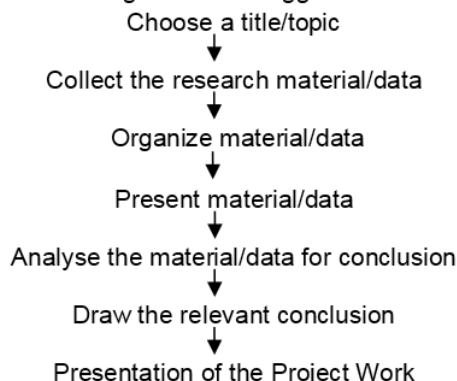 Choose a title/topic
Collect the research material/data
Organize material/data
Present material/data
Analyse the material/data for conclusion
Draw the relevant conclusion
Presentation of the Project Work